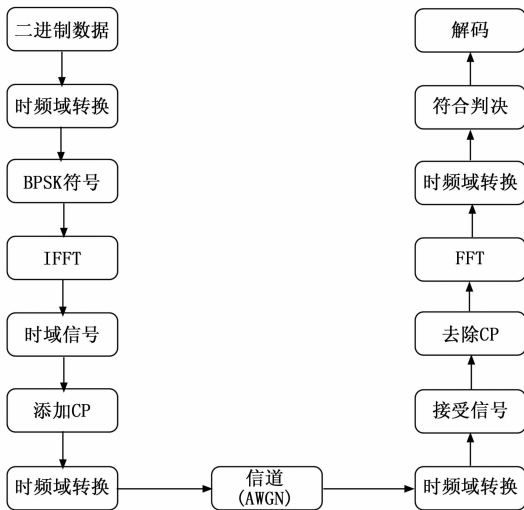 二进制数据
时频域转换
BPSK符号
IFFT
时域信号
添加CP
时频域转换
信道
(AWGN)
时频域转换
接受信号
去除CP
FFT
时频域转换
符合判决
解码